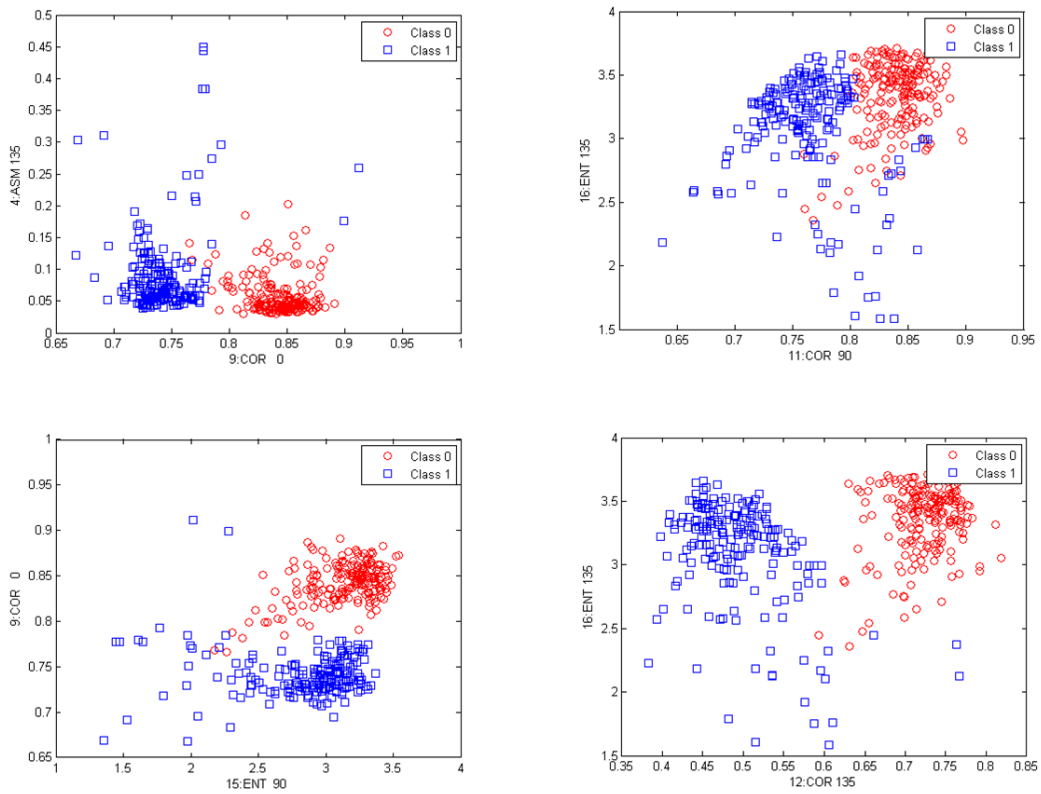 0.5
0.45
0.4
0.35
0.3
0.25
0.2
0.15
0.1
0.05
0
4:ASM 135
0.65 0.7 0.75 0.8 0.85 0.9 0.95 1
9:COR 0
Class 0
Class 1
4
3.5
3
2.5
2
1.5
16:ENT 135
0.7 0.75 0.8 0.85 0.9 0.95
11:COR 90
Class 0
Class 1
1
0.95
0.9
0.85
0.8
0.75
0.7
0.65
9:COR 0
1 1.5 2 2.5 3 3.5 4
15:ENT 90
Class 0
Class 1
4
3.5
3
2.5
2
1.5
16:ENT 135
0.35 0.4 0.45 0.5 0.55 0.6 0.65 0.7 0.75 0.8 0.85
12:COR 135
Class 0
Class 1